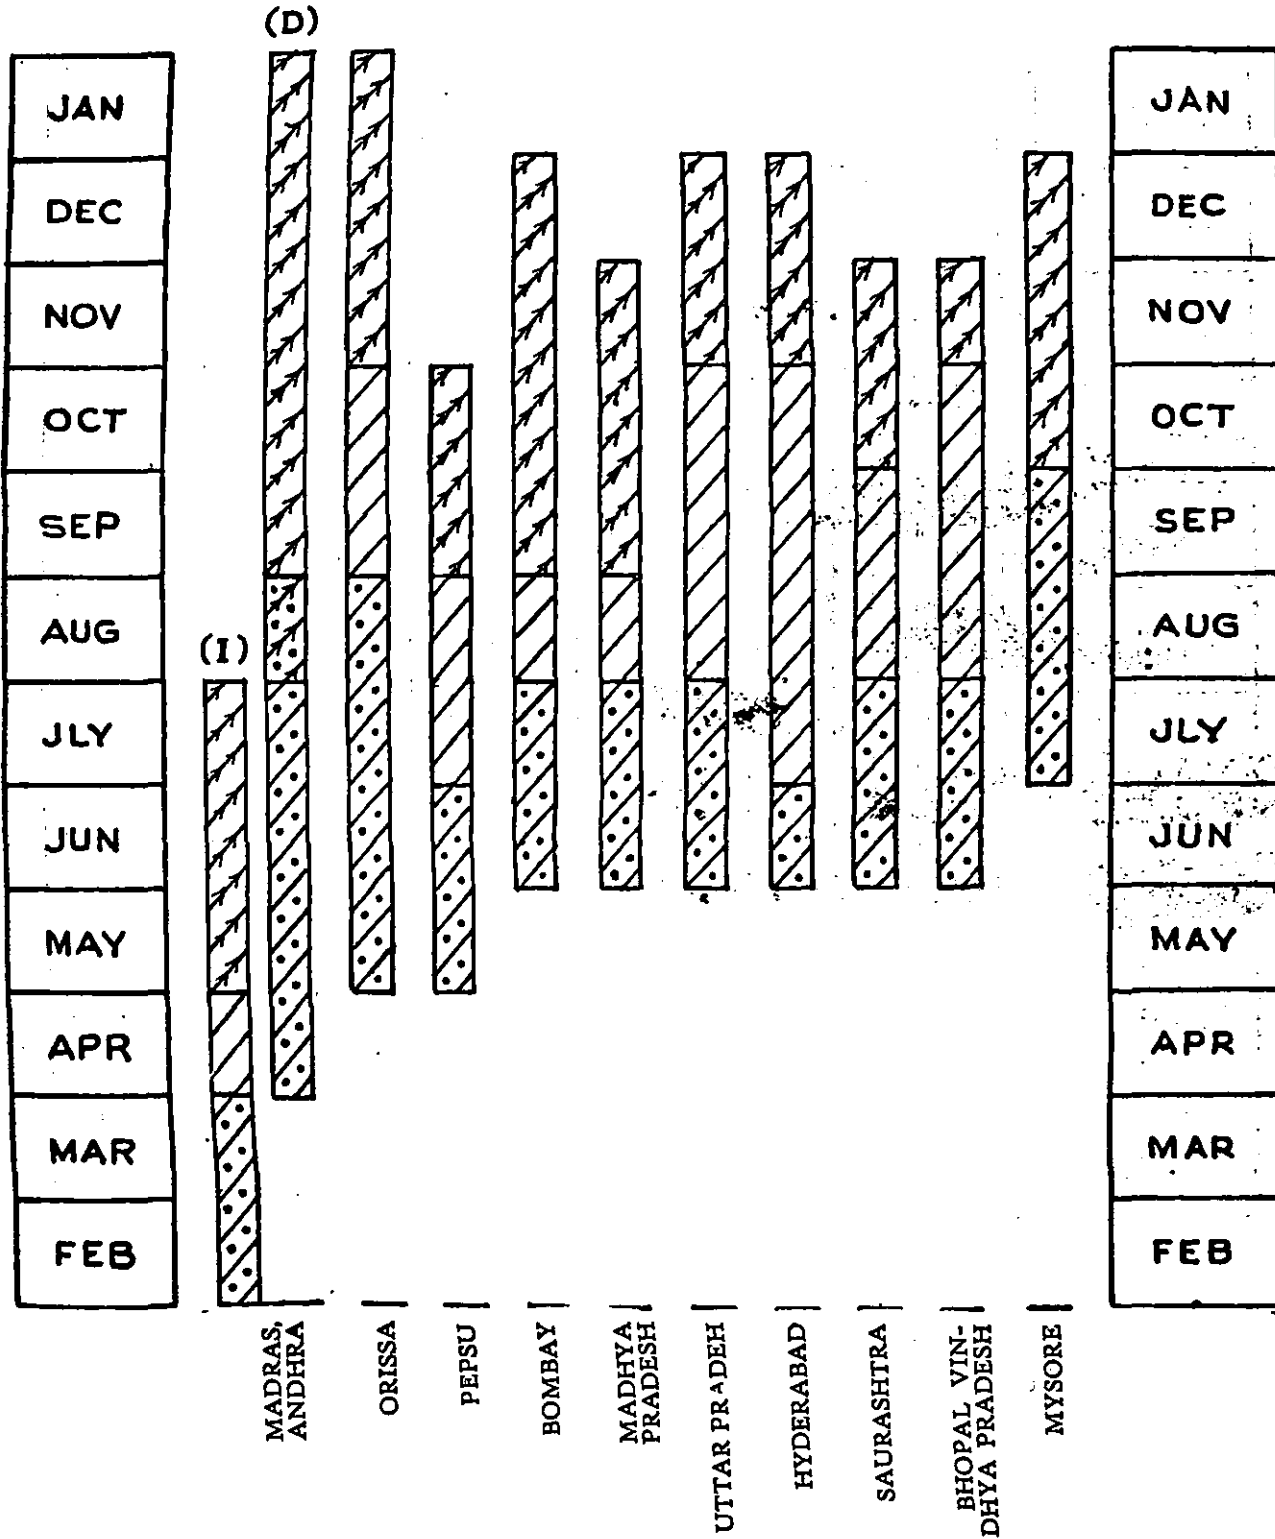 (D)
JAN
DEC
NOV
OCT
SEP
AUG
JLY
JUN
MAY
APR
MAR
FEB
(I)
JAN
DEC
NOV
OCT
SEP
AUG
JLY
JUN
MAY
APR
MAR
FEB
MADRAS,
ANDHRA
ORISSA
PEPSU
BOMBAY
MADHYA
PRADESH
UTTAR PRADEH
HYDERABAD
SAURASHTRA
BHOPAL VIN-
DHYA PRADESH
MYSORE